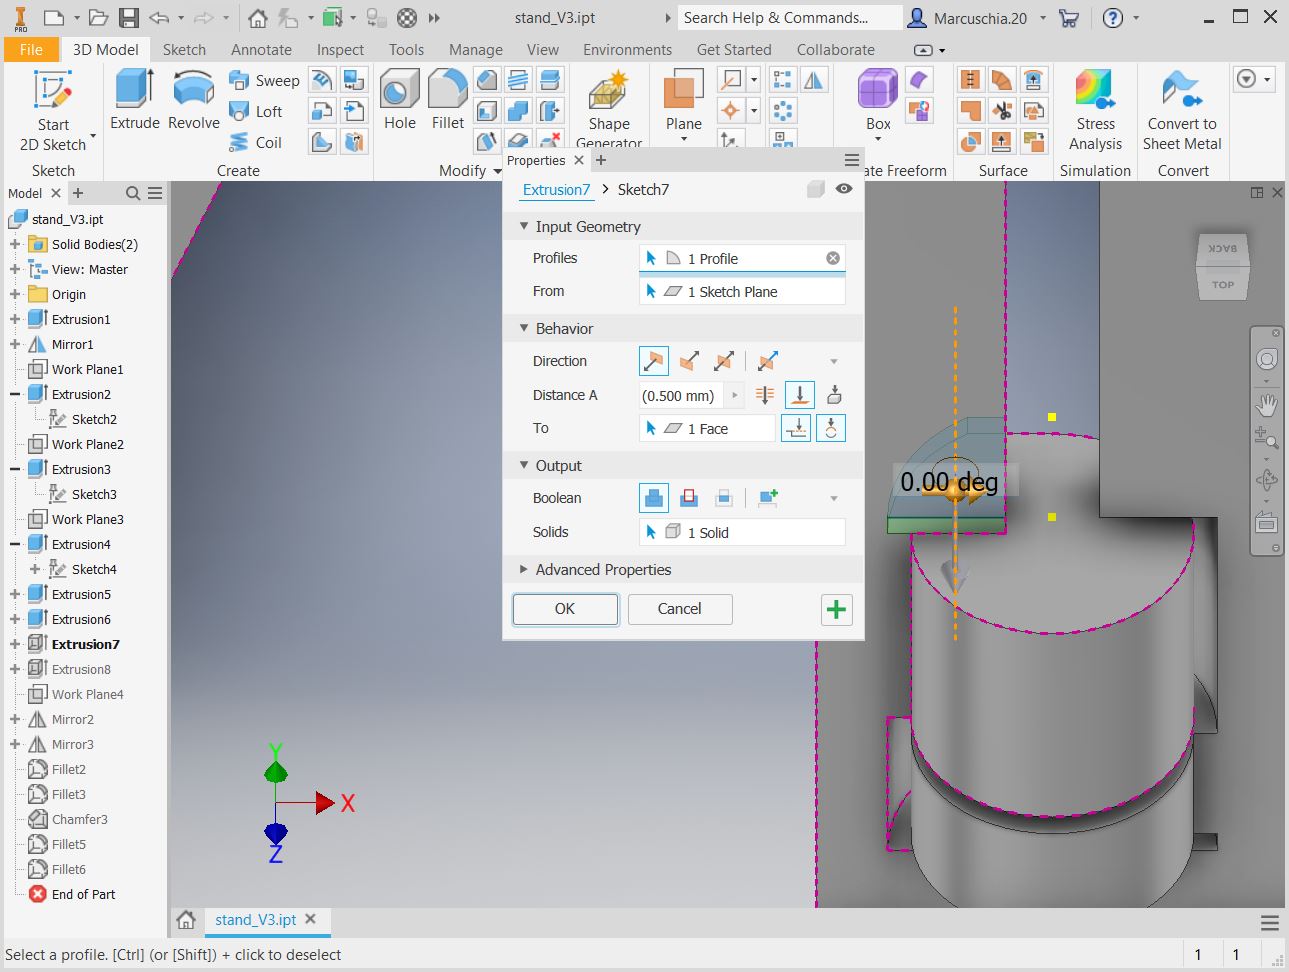 PRO
stand_V3.ipt
Search Help & Commands...
Marcuschia.20
File
3D Model
Sketch
Annotate
Inspect
Tools
Manage
View
Environments
Get Started
Collaborate
Start
2D Sketch
Extrude
Revolve
Sweep
Loft
Coil
Hole
Fillet
Shape
Generator
Plane
Box
Stress
Analysis
Convert to
Sheet Metal
Sketch
Create
Modify
ate Freeform
Surface
Simulation
Convert
Model
stand_V3.ipt
Solid Bodies(2)
View: Master
Origin
Extrusion1
Mirror1
Work Plane1
Extrusion2
Sketch2
Work Plane2
Extrusion3
Sketch3
Work Plane3
Extrusion4
Sketch4
Extrusion5
Extrusion6
Extrusion7
Extrusion8
Work Plane4
Mirror2
Mirror3
Fillet2
Fillet3
Chamfer3
Fillet5
Fillet6
End of Part
Properties
Extrusion7 > Sketch7
Input Geometry
Profiles 1 Profile
From 1 Sketch Plane
Behavior
Direction
Distance A (0.500 mm)
To 1 Face
Output
Boolean
Solids 1 Solid
Advanced Properties
OK Cancel
0.00 deg
BACK
TOP
Y
X
Z
stand_V3.ipt
Select a profile. [Ctrl] (or [Shift]) + click to deselect
1 1